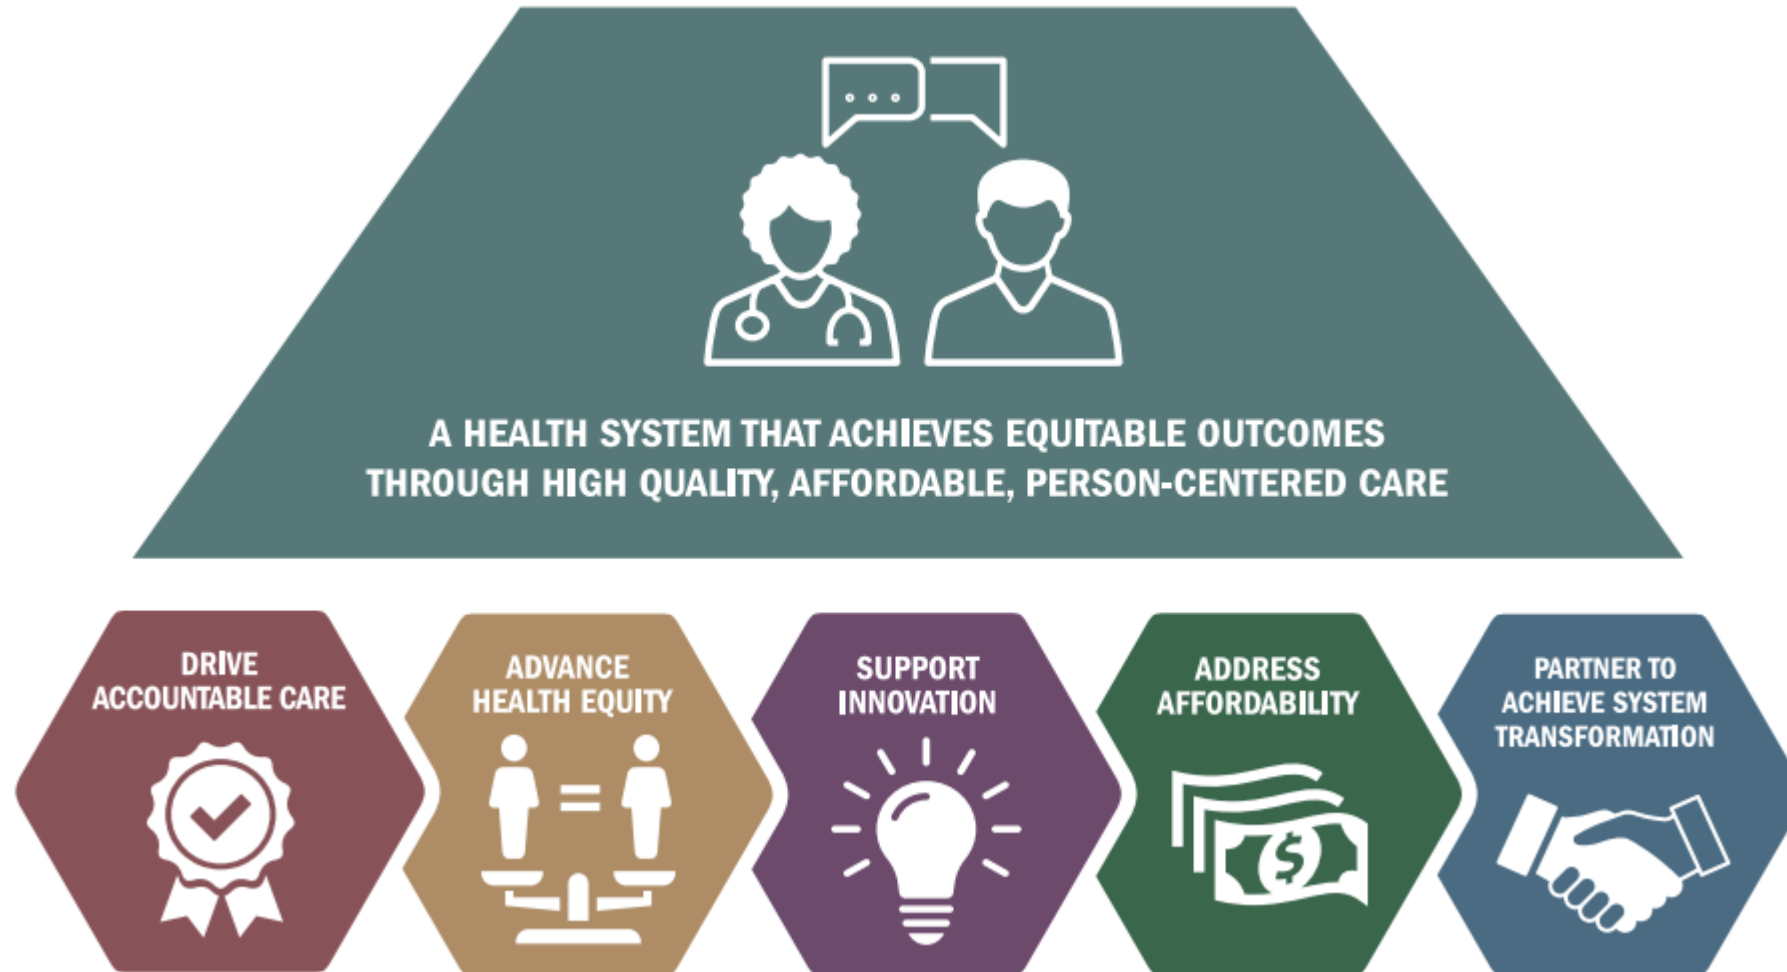 A HEALTH SYSTEM THAT ACHIEVES EQUITABLE OUTCOMES
THROUGH HIGH QUALITY, AFFORDABLE, PERSON-CENTERED CARE
DRIVE
ACCOUNTABLE CARE
ADVANCE
HEALTH EQUITY
=
SUPPORT
INNOVATION
ADDRESS
AFFORDABILITY
$
PARTNER TO
ACHIEVE SYSTEM
TRANSFORMATION